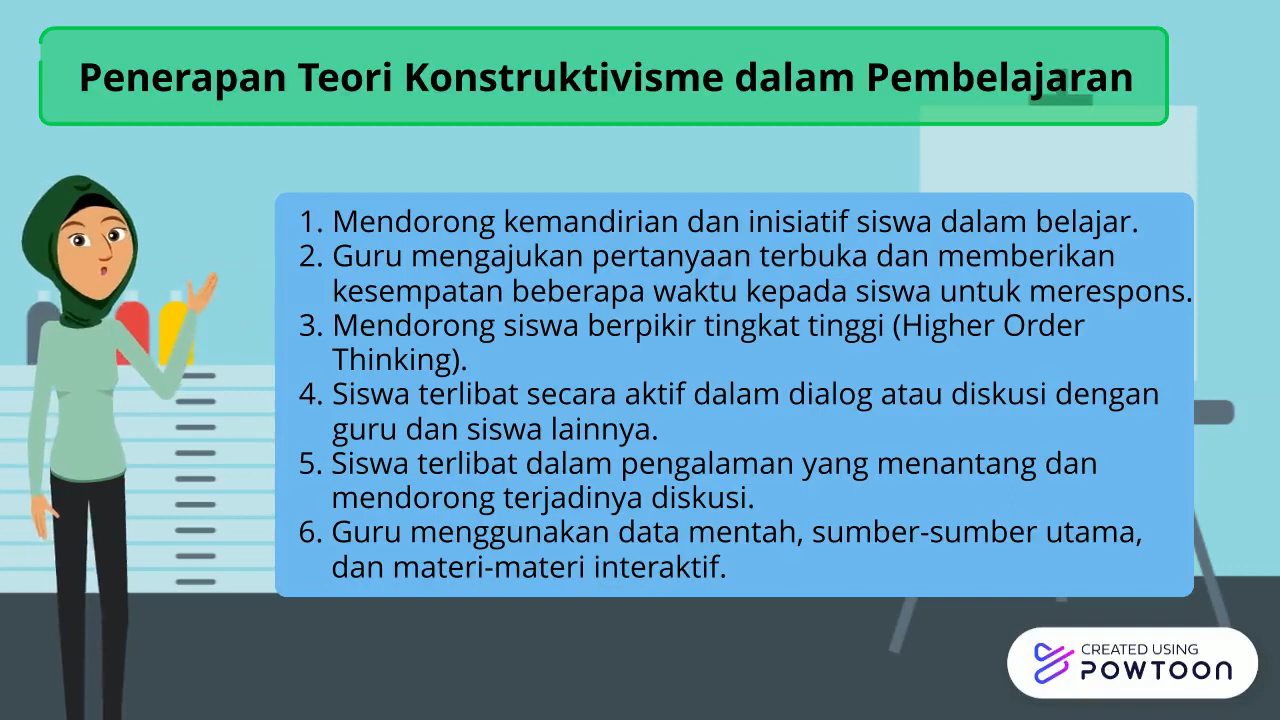 Penerapan Teori Konstruktivisme dalam Pembelajaran
1. Mendorong kemandirian dan inisiatif siswa dalam belajar.
2. Guru mengajukan pertanyaan terbuka dan memberikan
kesempatan beberapa waktu kepada siswa untuk merespons.
3. Mendorong siswa berpikir tingkat tinggi (Higher Order
Thinking).
4. Siswa terlibat secara aktif dalam dialog atau diskusi dengan
guru dan siswa lainnya.
5. Siswa terlibat dalam pengalaman yang menantang dan
mendorong terjadinya diskusi.
6. Guru menggunakan data mentah, sumber-sumber utama,
dan materi-materi interaktif.
CREATED USING
POWTOON